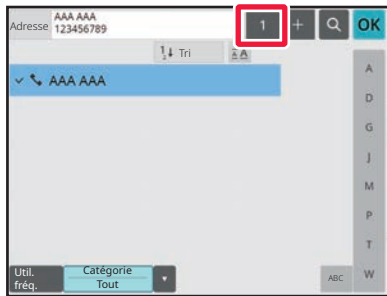 Adresse
AAA AAA
123456789
1
+
OK
Tri
AAA AAA
A
D
G
J
M
P
T
W
Util.
fréq.
Catégorie
Tout
ABC